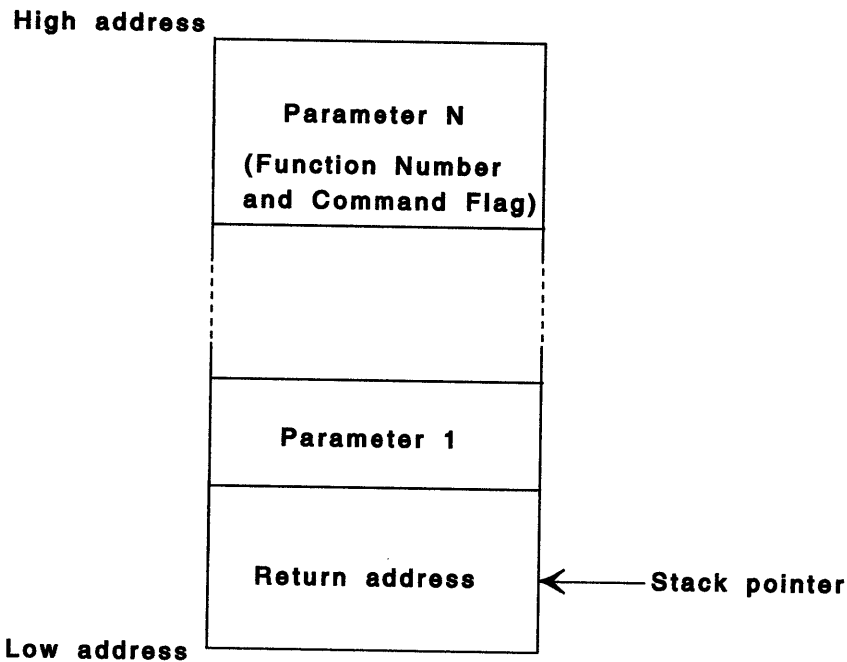 High address
Parameter N
(Function Number
and Command Flag)
Parameter 1
Return address
Stack pointer
Low address